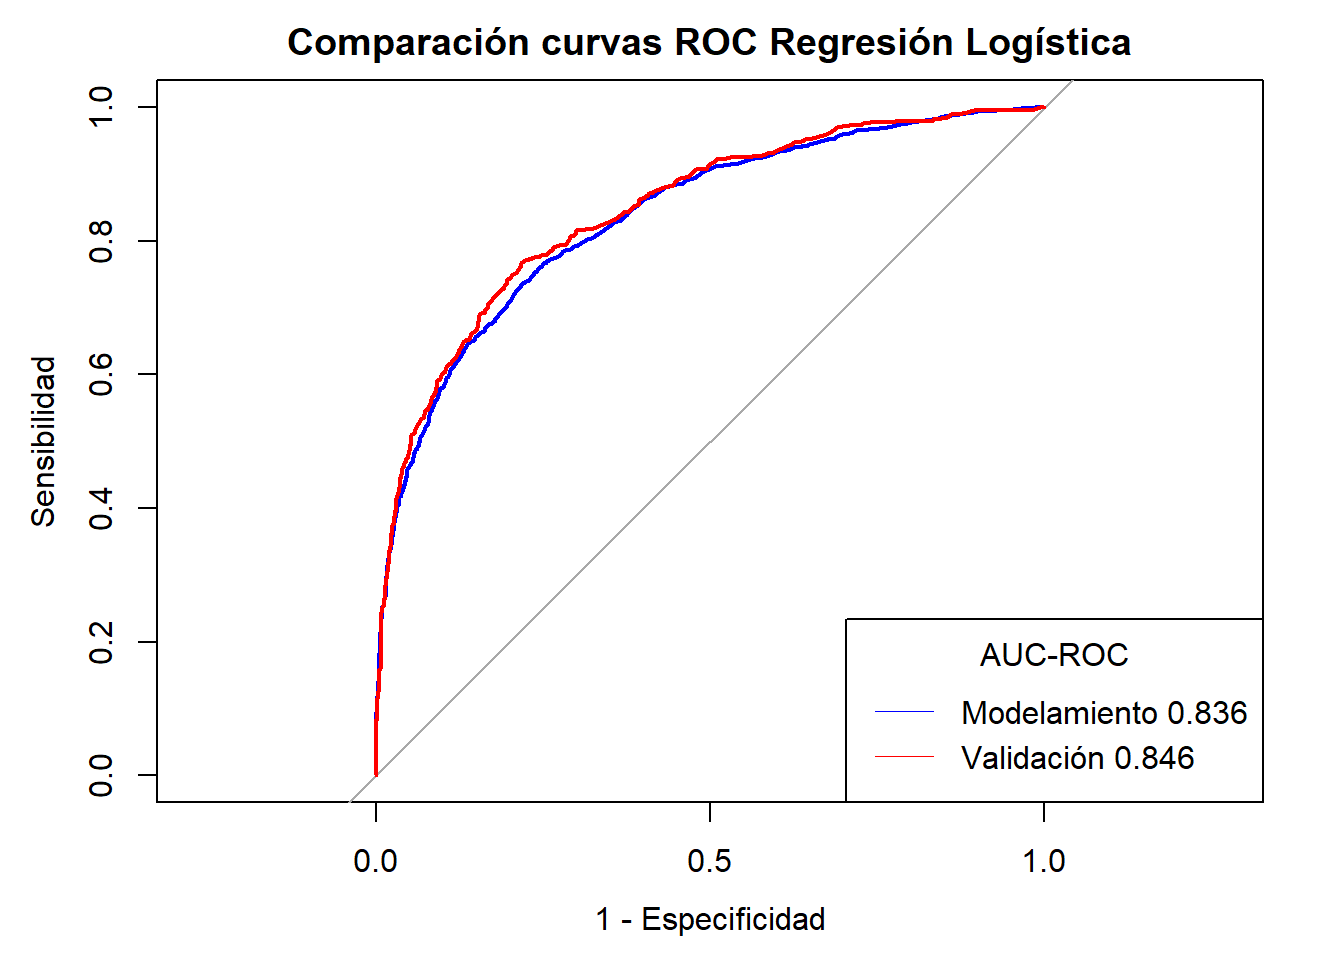 Comparación curvas ROC Regresión Logística
Sensibilidad
1.0
0.8
0.6
0.4
0.2
0.0
AUC-ROC
Modelamiento 0.836
Validación 0.846
0.0 0.5 1.0
1 - Especificidad